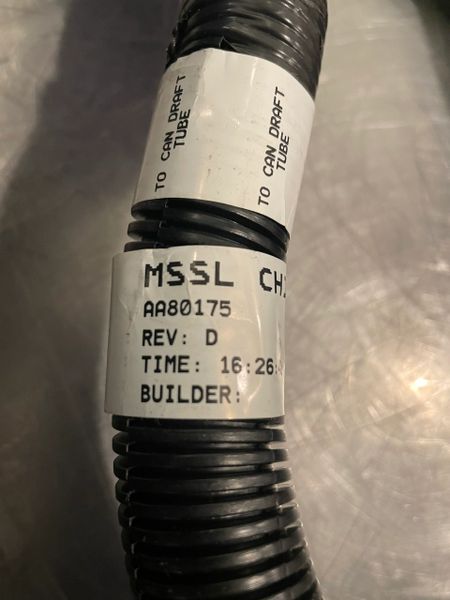 TO CAN DRAFT
TUBE
TO CAN DRAFT
TUBE
MSSL
AA80175
REV: D
TIME: 16:26:
BUILDER: